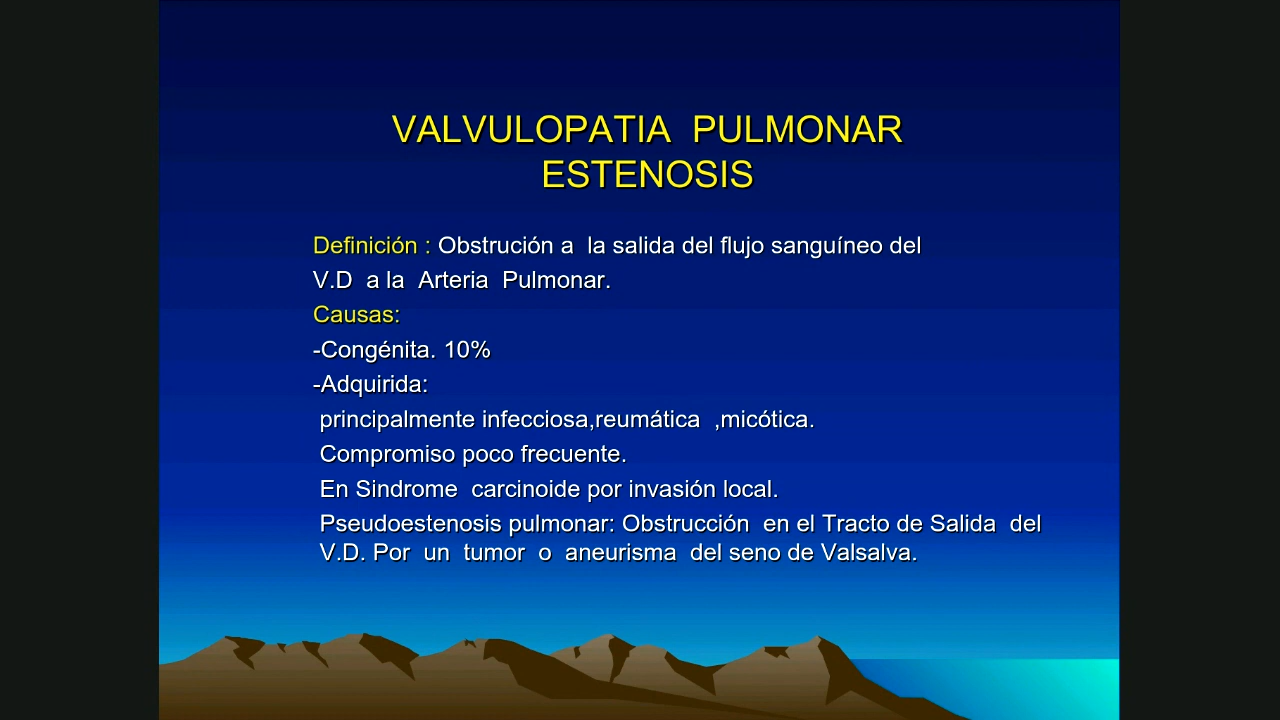 VALVULOPATIA PULMONAR
ESTENOSIS
Definición : Obstrución a la salida del flujo sanguíneo del
V.D a la Arteria Pulmonar.
Causas:
-Congénita. 10%
-Adquirida:
principalmente infecciosa,reumática ,micótica.
Compromiso poco frecuente.
En Sindrome carcinoide por invasión local.
Pseudoestenosis pulmonar: Obstrucción en el Tracto de Salida del
V.D. Por un tumor o aneurisma del seno de Valsalva.